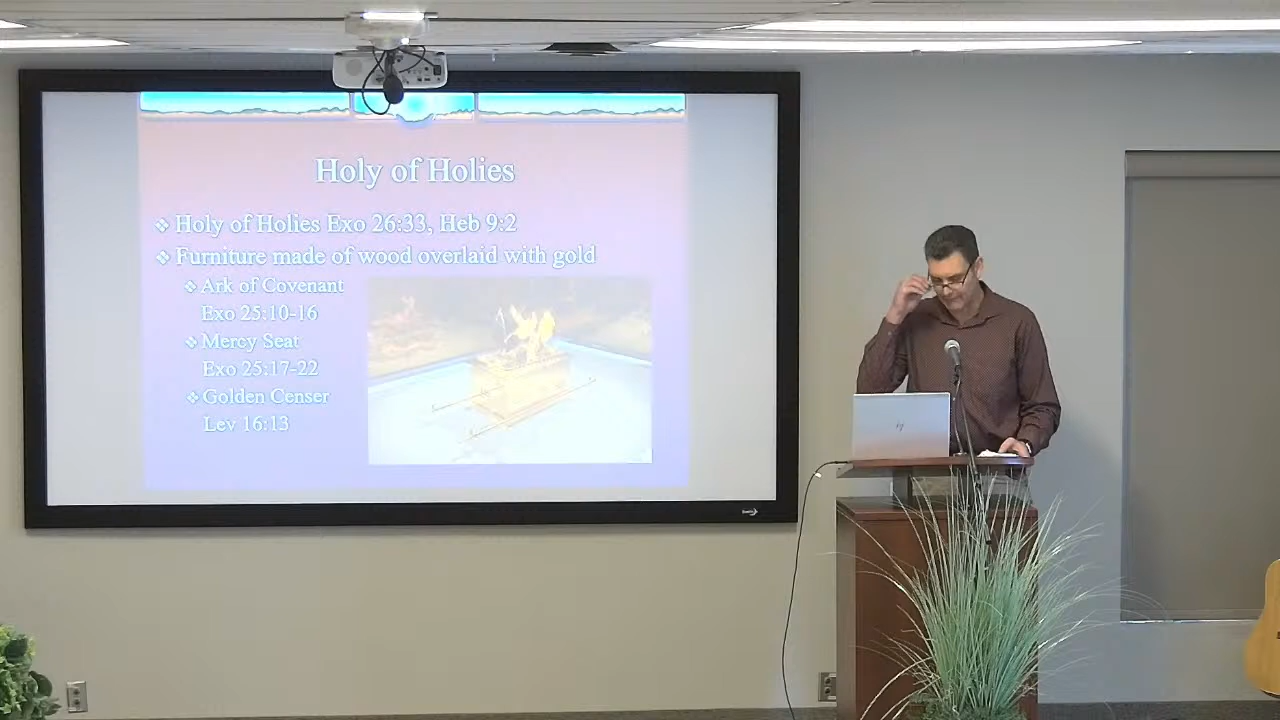 Holy of Holies
❖ Holy of Holies Exo 26:33, Heb 9:2
❖ Furniture made of wood overlaid with gold
❖ Ark of Covenant
Exo 25:10-16
❖ Mercy Seat
Exo 25:17-22
❖ Golden Censer
Lev 16:13
hp